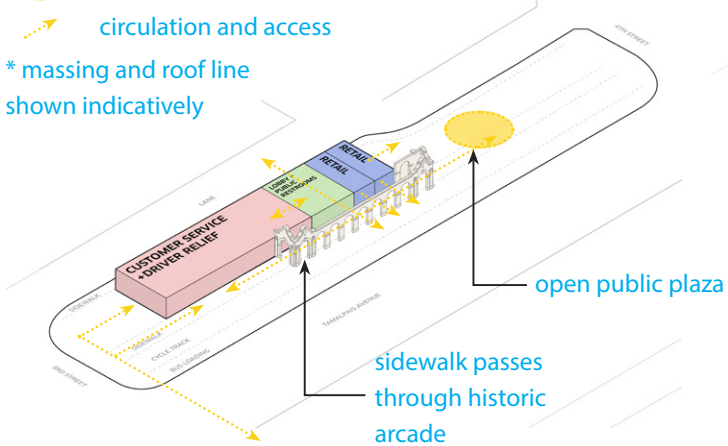 circulation and access
* massing and roof line
shown indicatively
4TH STREET
RETAIL
RETAIL
LOBBY +
PUBLIC
RESTROOMS
LANE
CUSTOMER SERVICE
+DRIVER RELIEF
open public plaza
SIDEWALK
TAMALPAIS AVENUE
SIDEWALK
CYCLE TRACK
BUS LOADING
3RD STREET
sidewalk passes
through historic
arcade